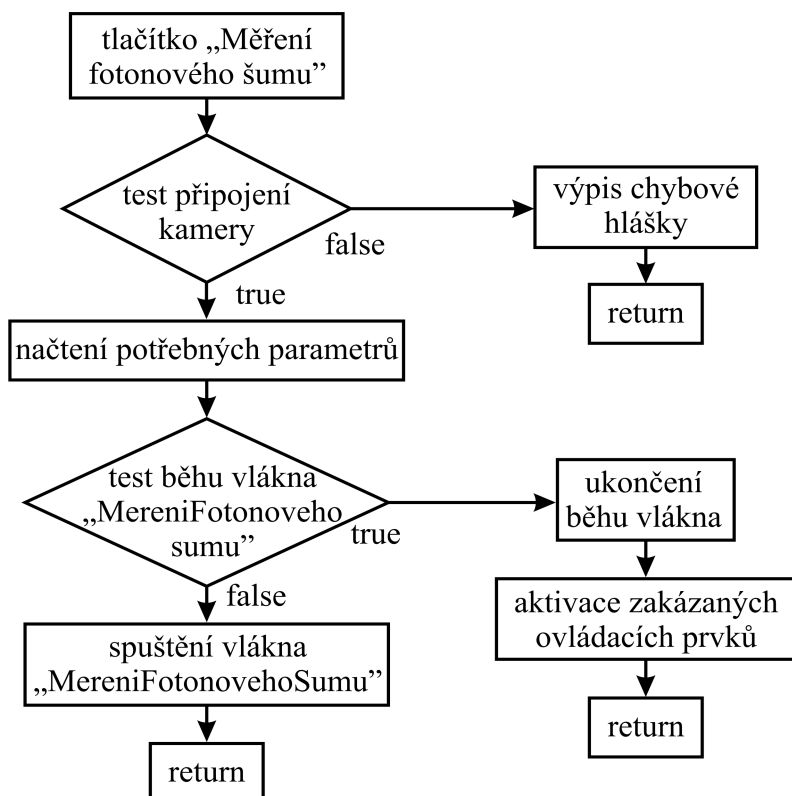 tlačítko „Měření
fotonového šumu”
test připojení
kamery
false
true
výpis chybové
hlášky
return
načtení potřebných parametrů
test běhu vlákna
„MereniFotonoveho
sumu”
true
false
ukončení
běhu vlákna
aktivace zakázaných
ovládacích prvků
return
spuštění vlákna
„MereniFotonovehoSumu”
return